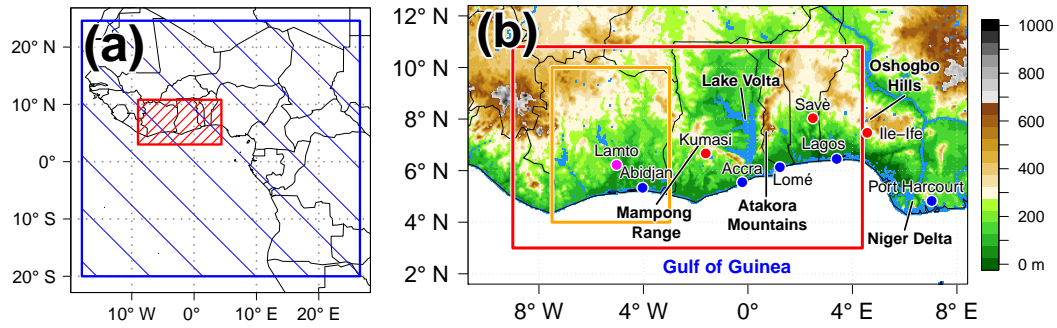 (a)
20° N
10° N
0°
10° S
20° S
10° W
0°
10° E
20° E
(b)
12° N
10° N
8° N
6° N
4° N
2° N
8° W
4° W
0°
4° E
8° E
Lake Volta
Oshogbo
Hills
Savè
Ile−Ife
Kumasi
Lamto
Abidjan
Lagos
Accra
Lomé
Port Harcourt
Mampong
Range
Atakora
Mountains
Niger Delta
Gulf of Guinea
1000
800
600
400
200
0 m